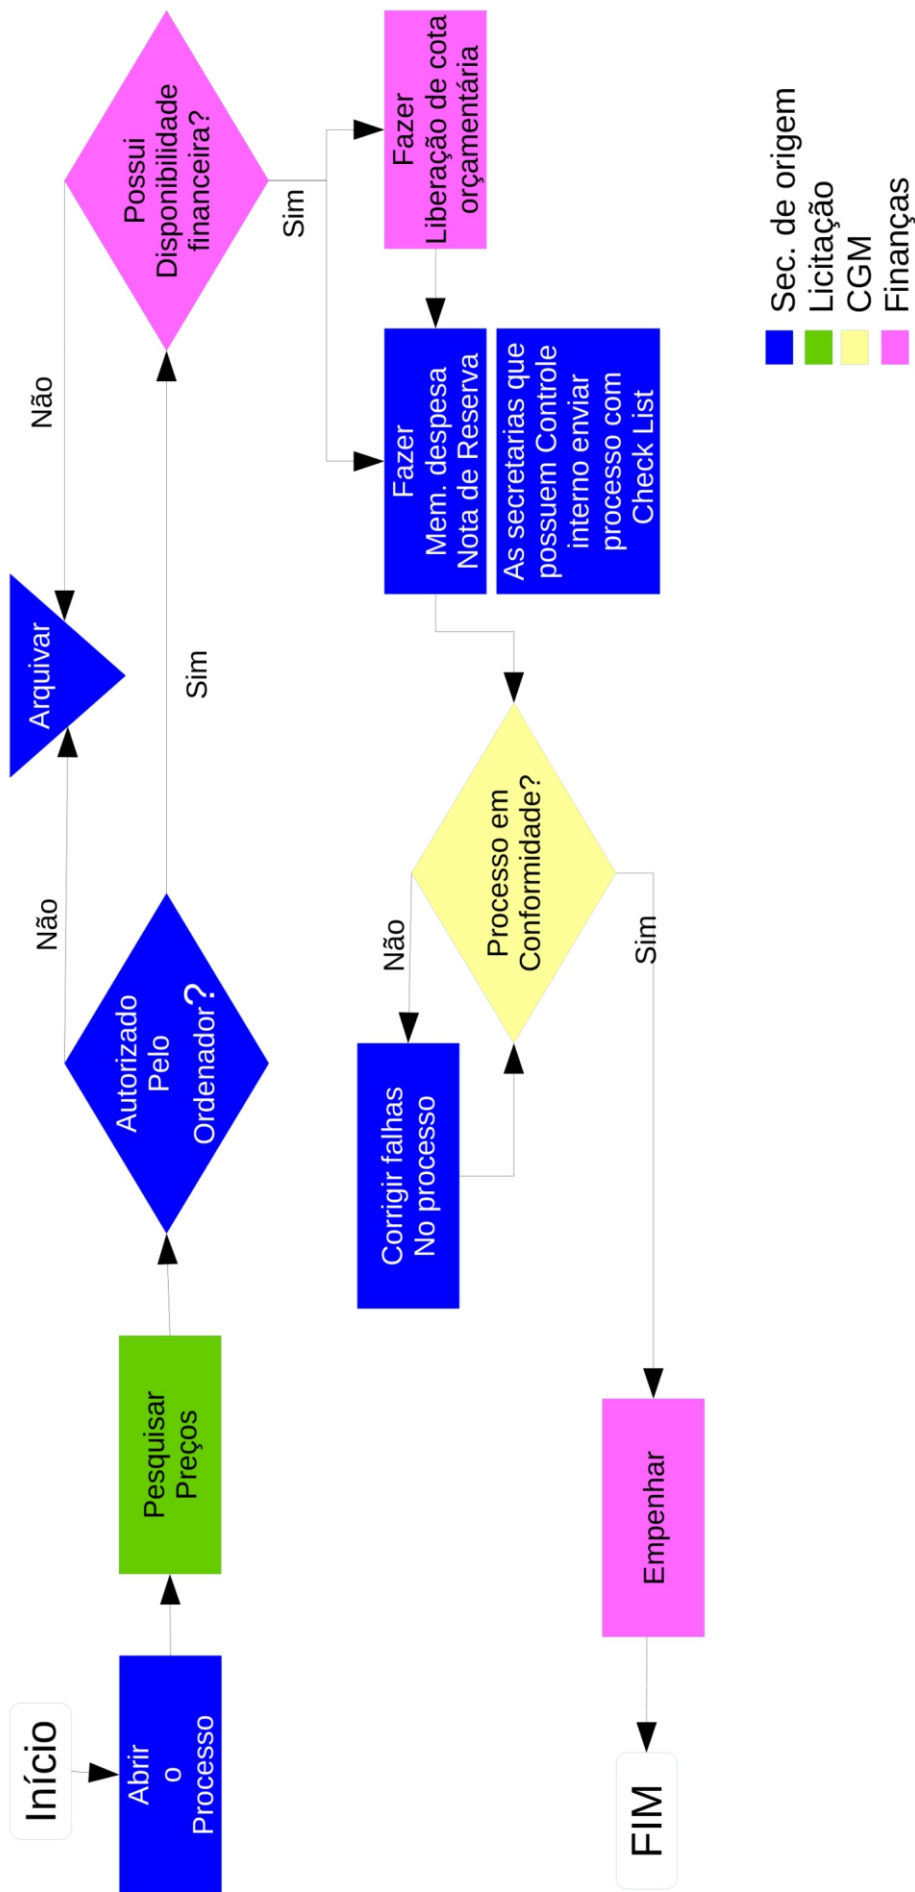 Início
Abrir
o
Processo
Pesquisar
Preços
Autorizado
Pelo
Ordenador?
Não
Arquivar
Não
Sim
Possui
Disponibilidade
financeira?
Sim
Fazer
Liberação de cota
orçamentária
Fazer
Mem. despesa
Nota de Reserva
As secretarias que
possuem Controle
interno enviar
processo com
Check List
Processo em
Conformidade?
Não
Corrigir falhas
No processo
Sim
Empenhar
FIM
Sec. de origem
Licitação
CGM
Finanças